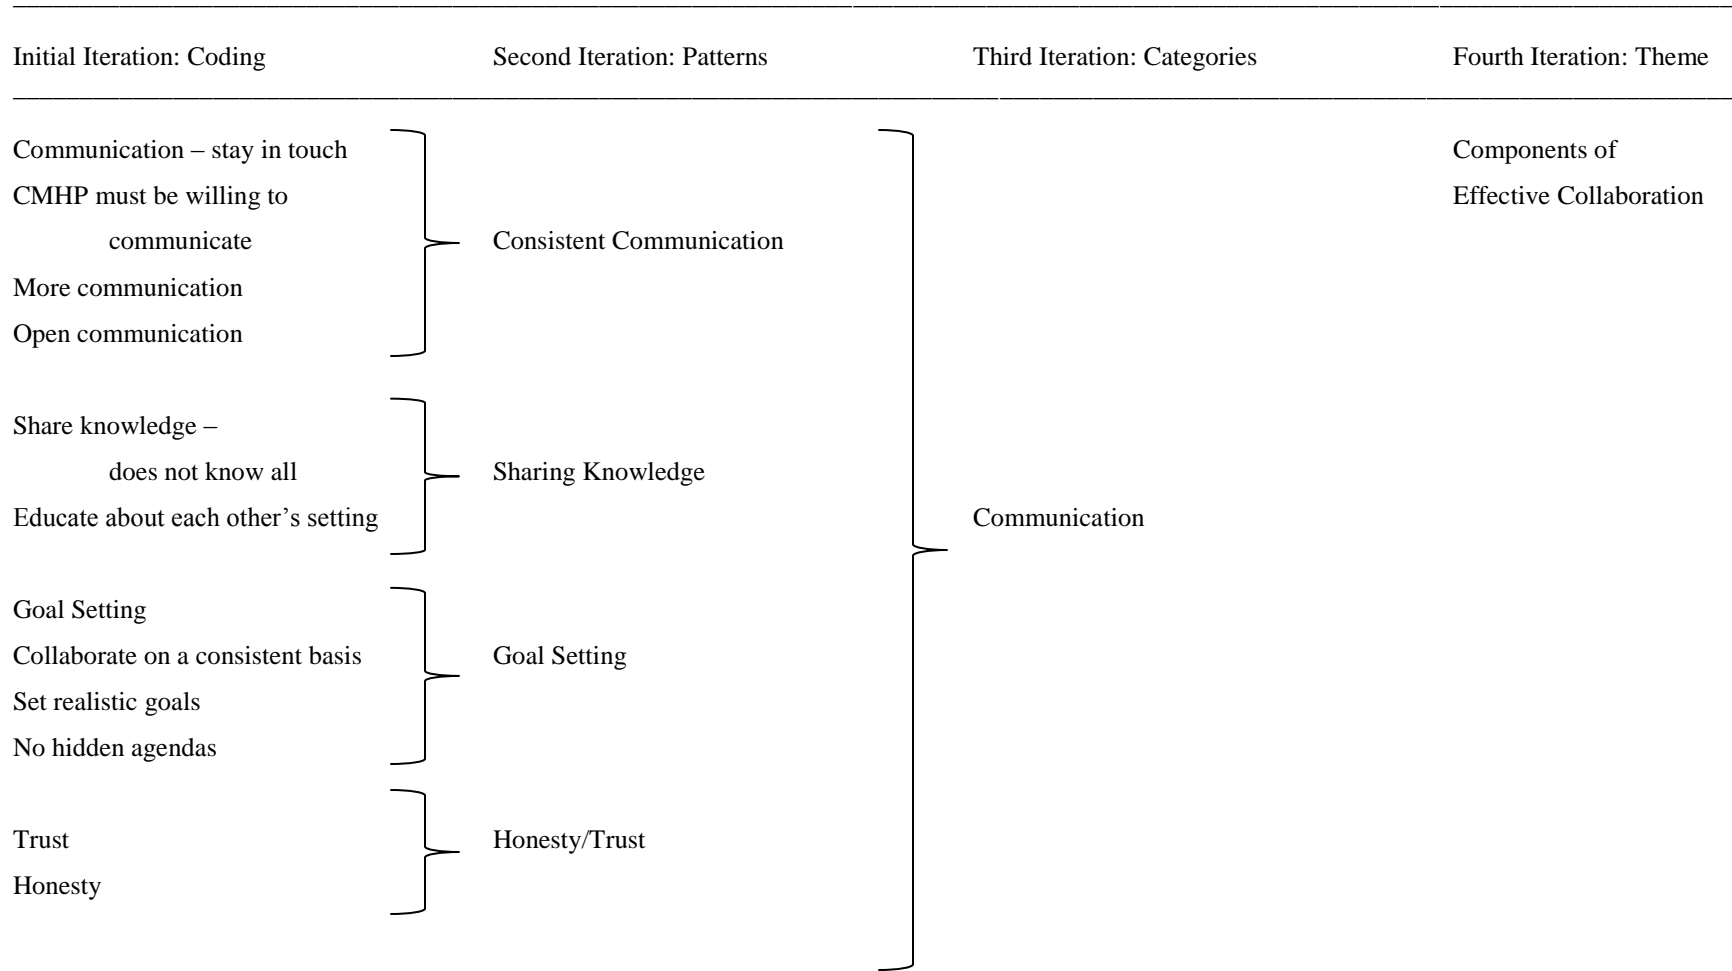 Initial Iteration: Coding Second Iteration: Patterns Third Iteration: Categories Fourth Iteration: Theme
Communication – stay in touch Components of
CMHP must be willing to Effective Collaboration
communicate Consistent Communication
More communication
Open communication
Share knowledge –
does not know all Sharing Knowledge
Educate about each other’s setting Communication
Goal Setting
Collaborate on a consistent basis Goal Setting
Set realistic goals
No hidden agendas
Trust Honesty/Trust
Honesty